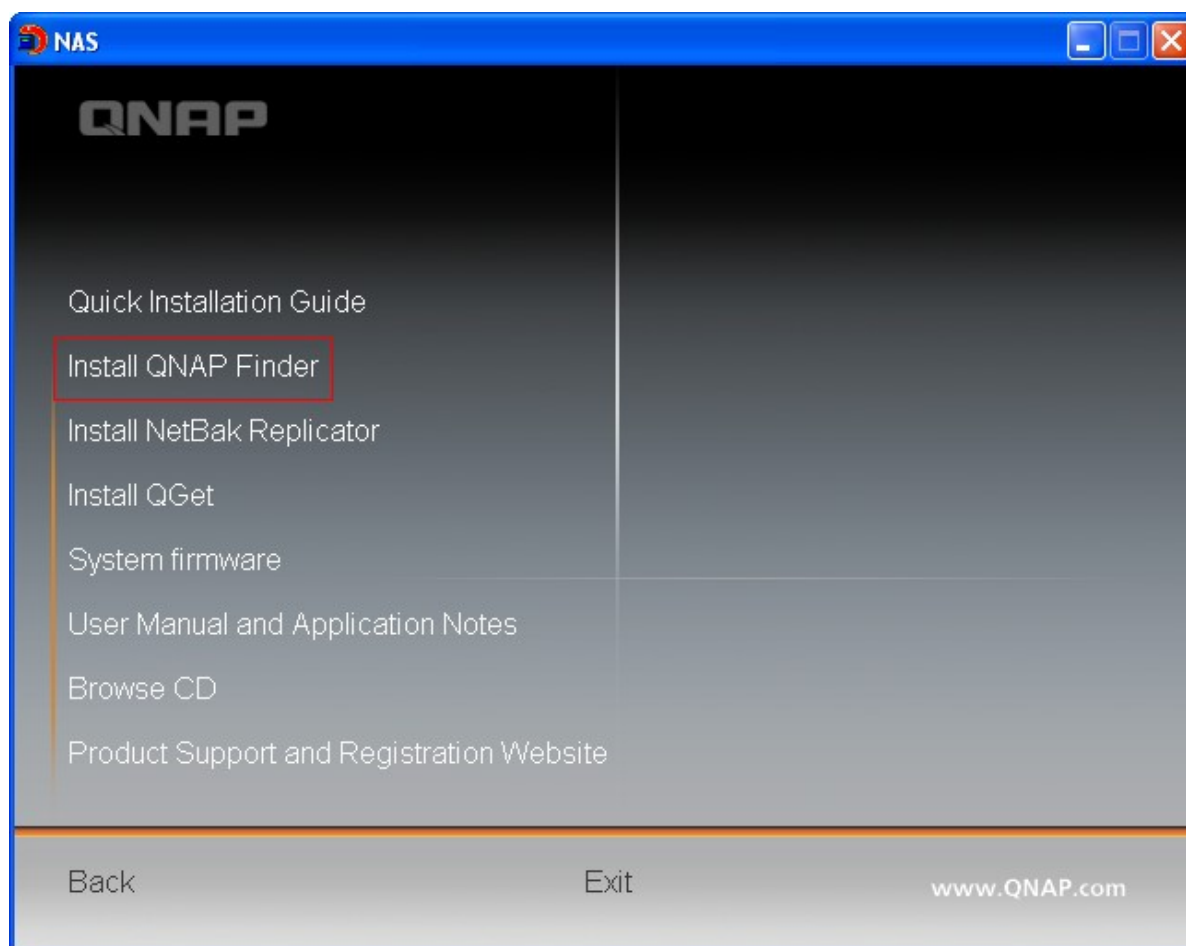 NAS
QNAP
Quick Installation Guide
Install QNAP Finder
Install NetBak Replicator
Install QGet
System firmware
User Manual and Application Notes
Browse CD
Product Support and Registration Website
Back Exit www.QNAP.com